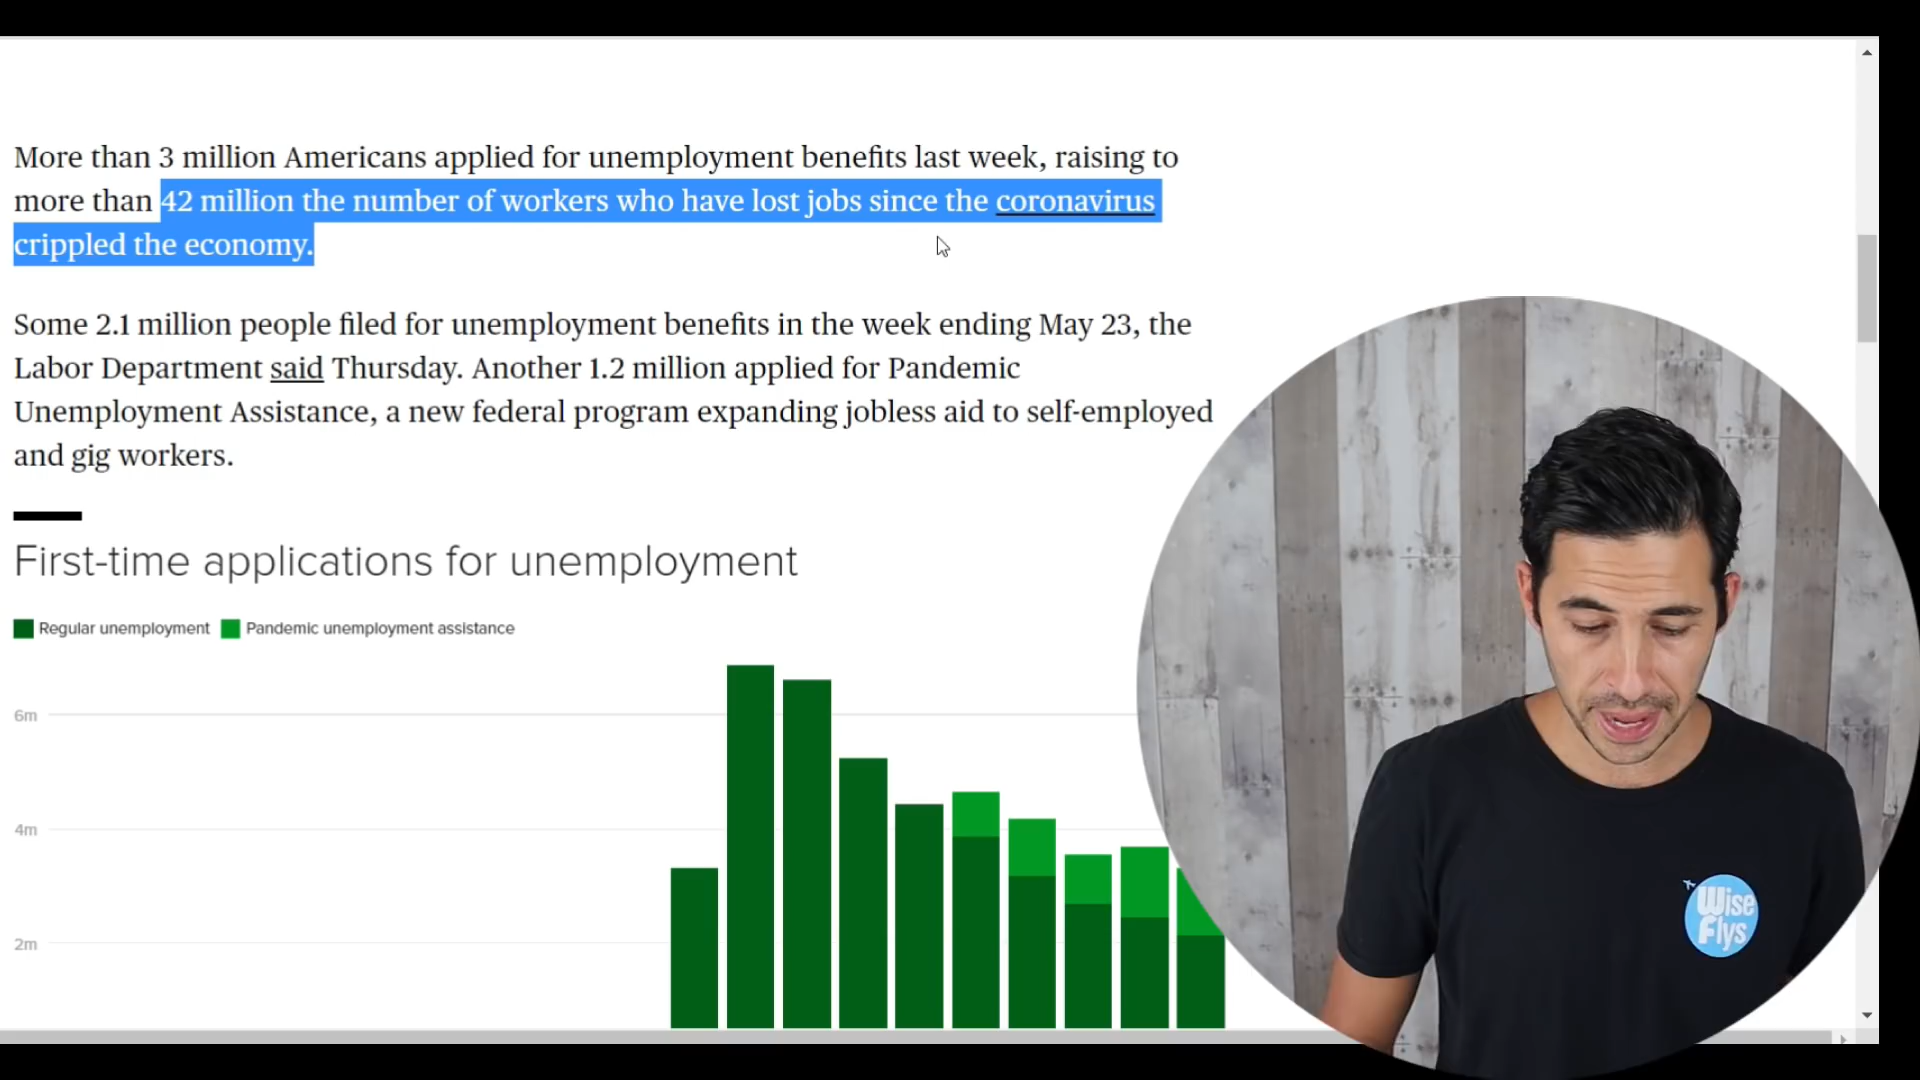 More than 3 million Americans applied for unemployment benefits last week, raising to
more than 42 million the number of workers who have lost jobs since the coronavirus
crippled the economy.
Some 2.1 million people filed for unemployment benefits in the week ending May 23, the
Labor Department said Thursday. Another 1.2 million applied for Pandemic
Unemployment Assistance, a new federal program expanding jobless aid to self-employed
and gig workers.
First-time applications for unemployment
Regular unemployment Pandemic unemployment assistance
6m
4m
2m
Wise
Flys